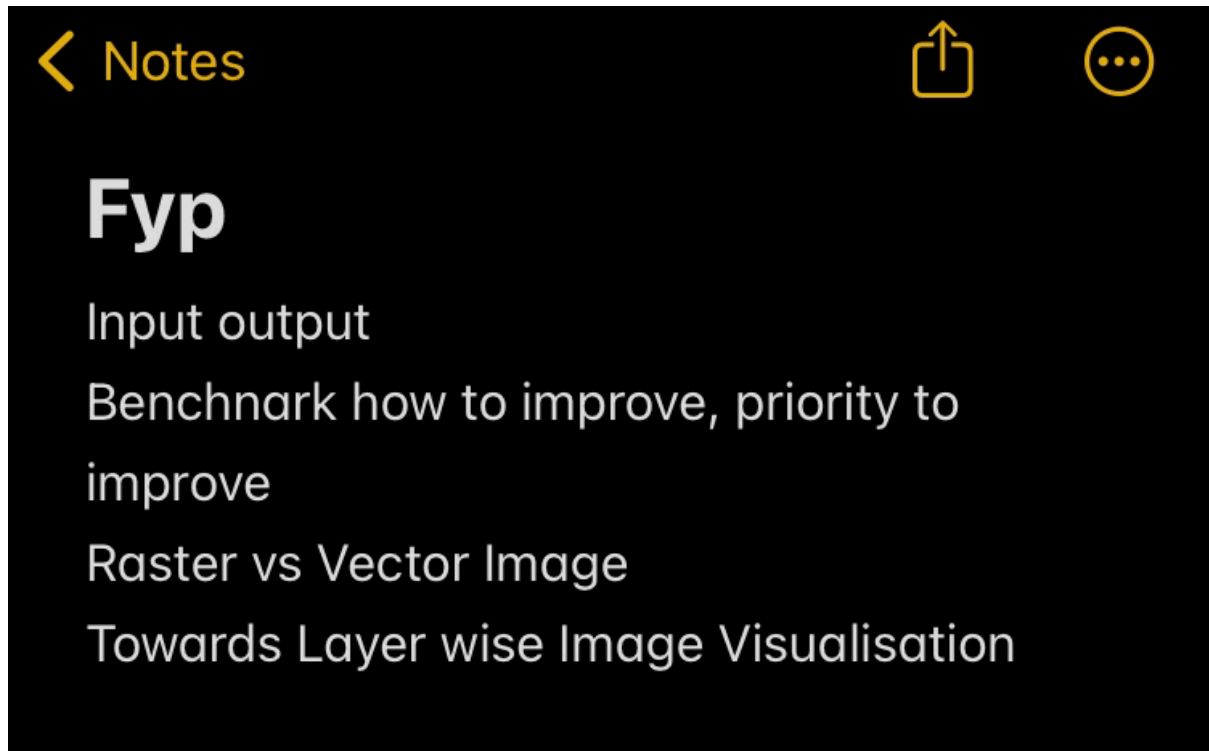 Notes
Fyp
Input output
Benchnark how to improve, priority to
improve
Raster vs Vector Image
Towards Layer wise Image Visualisation